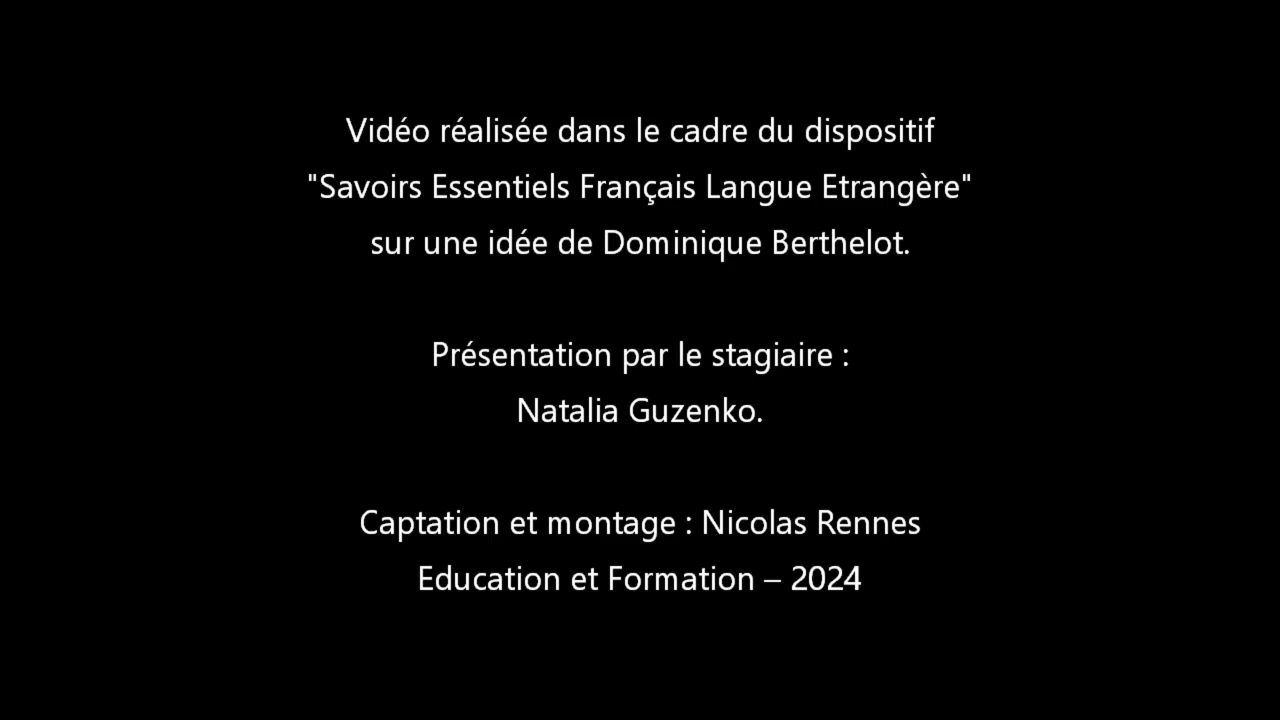 Vidéo réalisée dans le cadre du dispositif
"Savoirs Essentiels Français Langue Etrangère"
sur une idée de Dominique Berthelot.
Présentation par le stagiaire :
Natalia Guzenko.
Captation et montage : Nicolas Rennes
Education et Formation – 2024